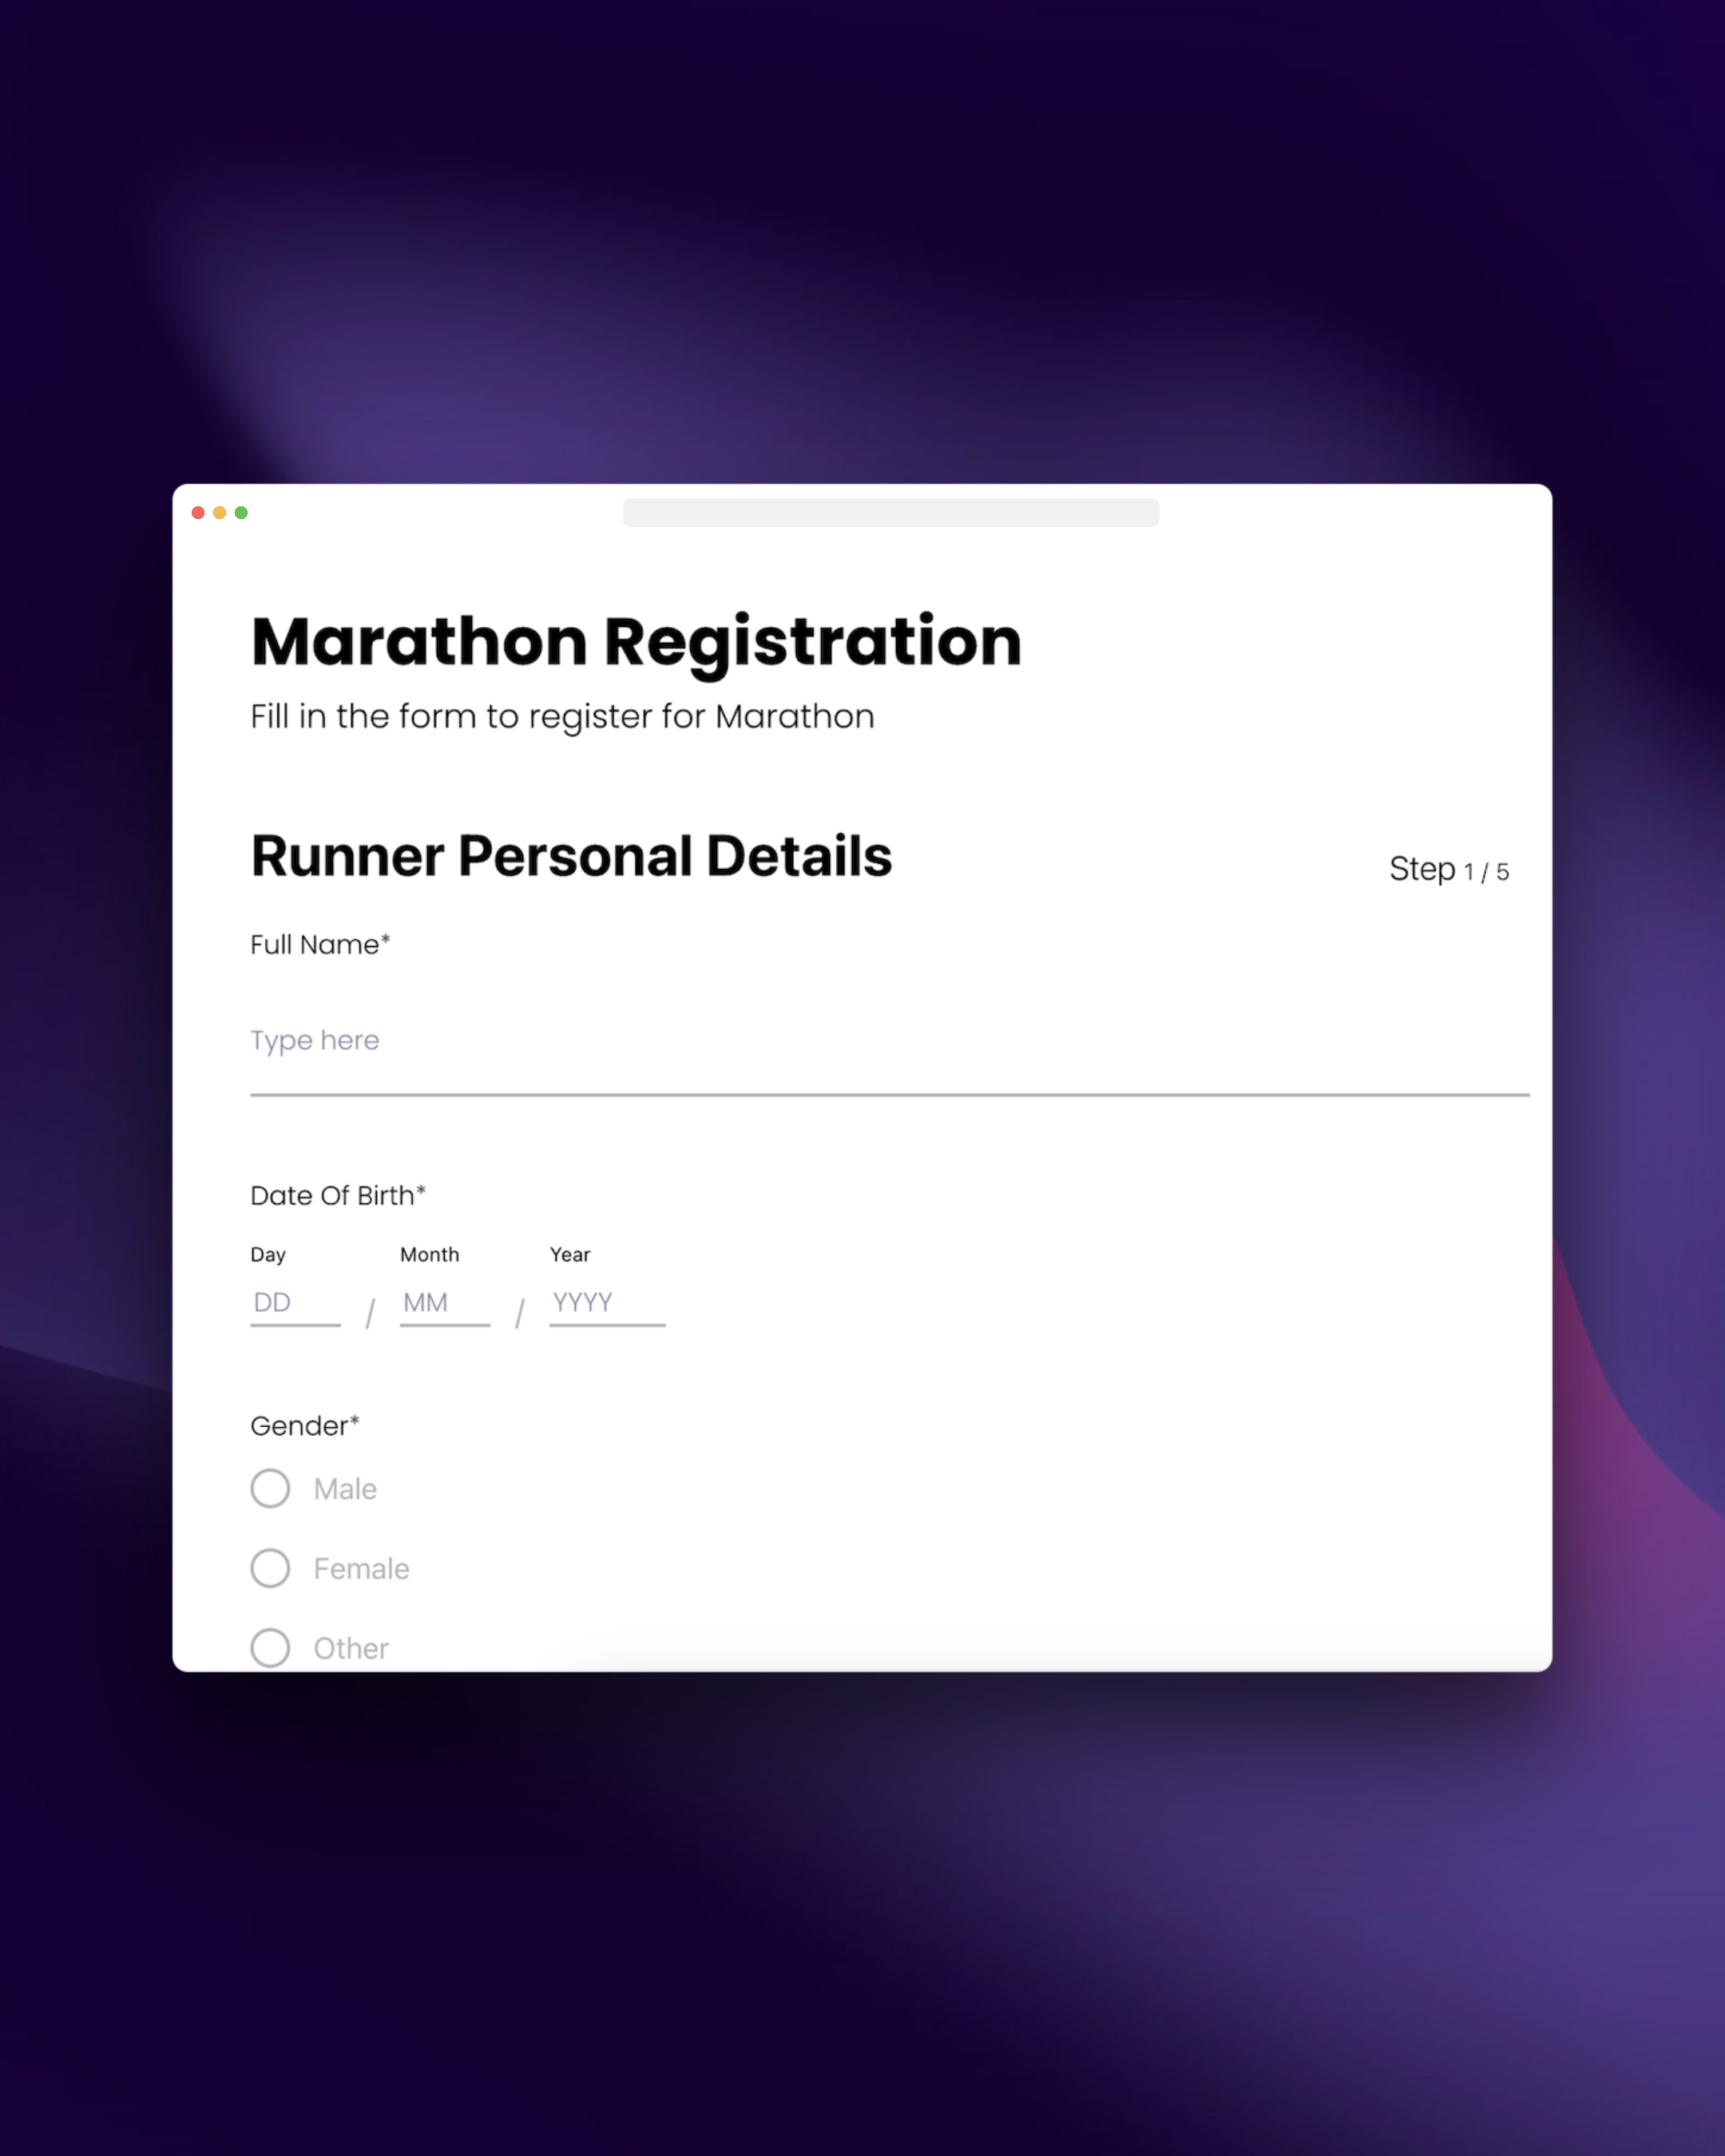 Marathon Registration
Fill in the form to register for Marathon
Runner Personal Details
Step 1 / 5
Full Name*
Type here
Date Of Birth*
Day Month Year
DD / MM / YYYY
Gender*
Male
Female
Other